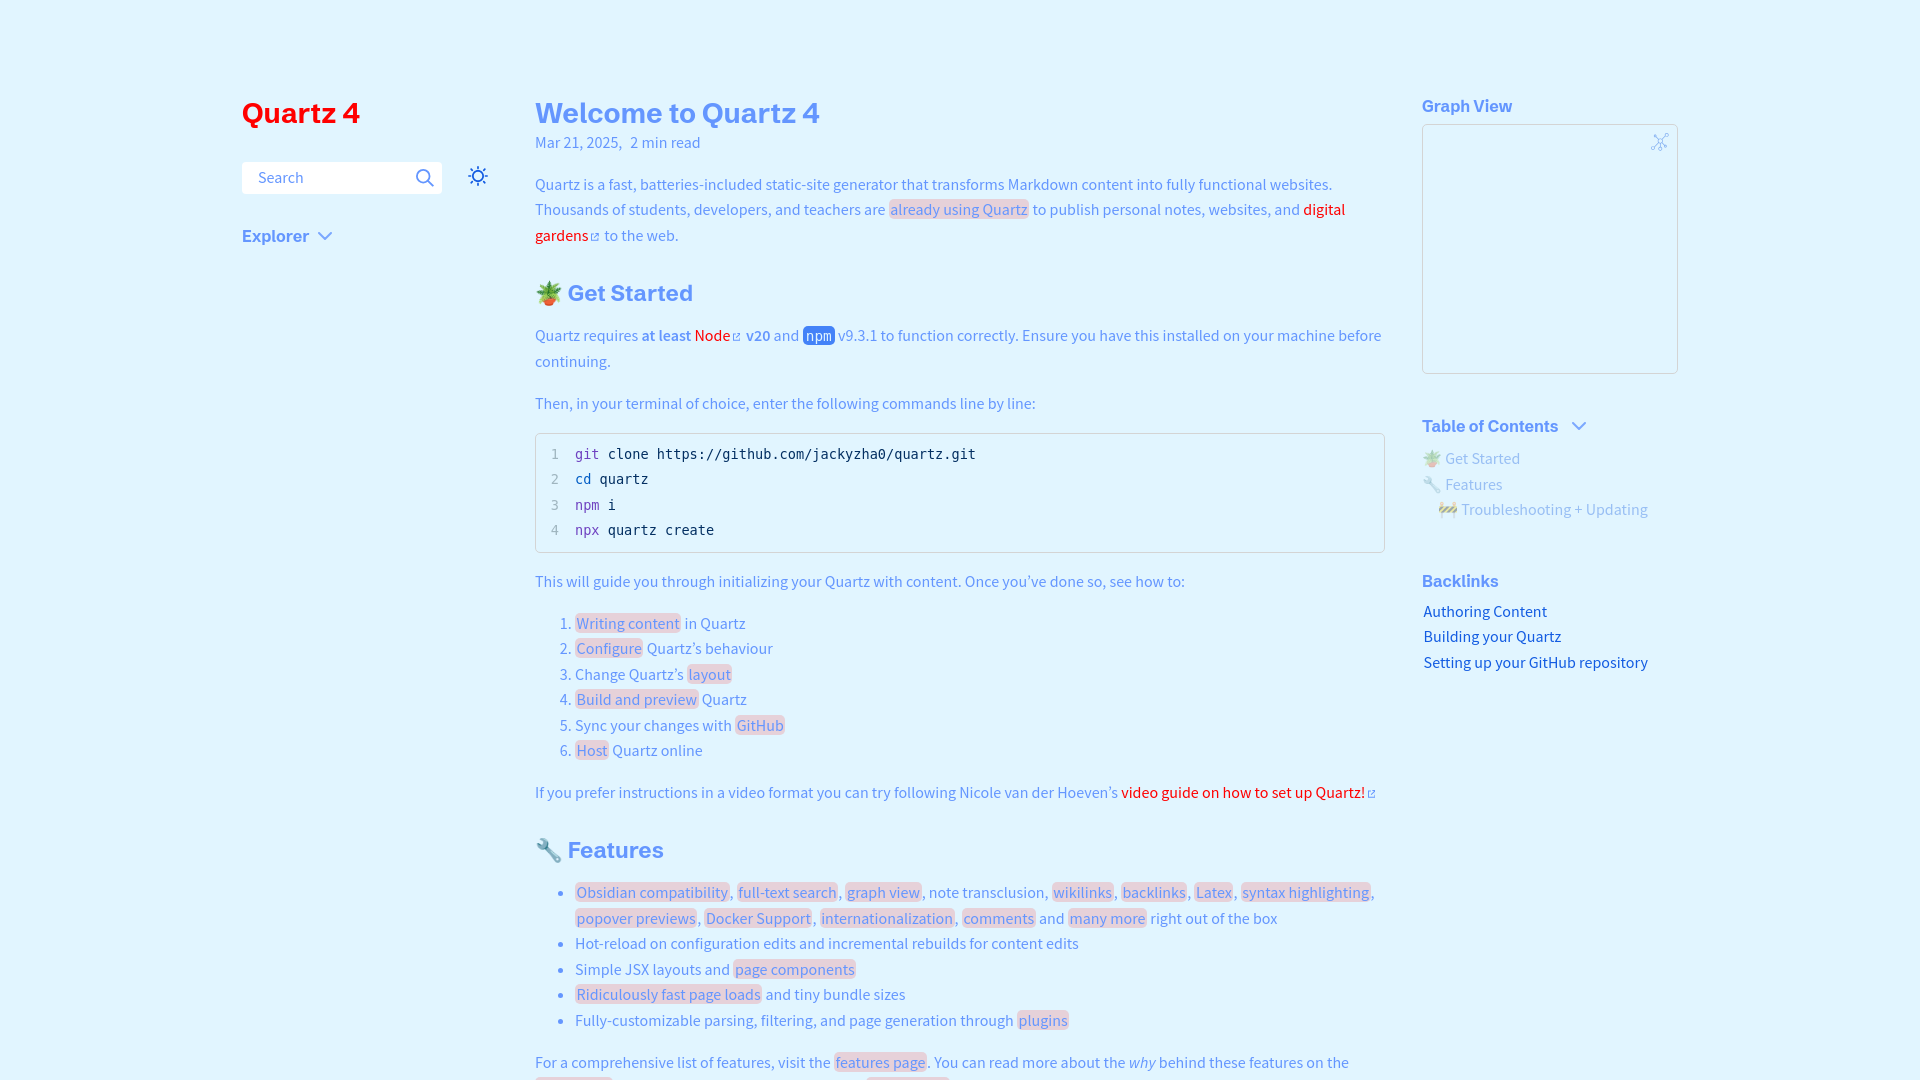 Quartz 4
Search
Explorer
Welcome to Quartz 4
Mar 21, 2025, 2 min read
Quartz is a fast, batteries-included static-site generator that transforms Markdown content into fully functional websites.
Thousands of students, developers, and teachers are already using Quartz to publish personal notes, websites, and digital
gardens to the web.
🪴 Get Started
Quartz requires at least Node v20 and npm v9.3.1 to function correctly. Ensure you have this installed on your machine before
continuing.
Then, in your terminal of choice, enter the following commands line by line:
1 git clone https://github.com/jackyzha0/quartz.git
2 cd quartz
3 npm i
4 npx quartz create
This will guide you through initializing your Quartz with content. Once you’ve done so, see how to:
1. Writing content in Quartz
2. Configure Quartz’s behaviour
3. Change Quartz’s layout
4. Build and preview Quartz
5. Sync your changes with GitHub
6. Host Quartz online
If you prefer instructions in a video format you can try following Nicole van der Hoeven’s video guide on how to set up Quartz!
🔧 Features
• Obsidian compatibility, full-text search, graph view, note transclusion, wikilinks, backlinks, Latex, syntax highlighting,
popover previews, Docker Support, internationalization, comments and many more right out of the box
• Hot-reload on configuration edits and incremental rebuilds for content edits
• Simple JSX layouts and page components
• Ridiculously fast page loads and tiny bundle sizes
• Fully-customizable parsing, filtering, and page generation through plugins
For a comprehensive list of features, visit the features page. You can read more about the why behind these features on the
Graph View
Table of Contents
🪴 Get Started
🔧 Features
🚧 Troubleshooting + Updating
Backlinks
Authoring Content
Building your Quartz
Setting up your GitHub repository